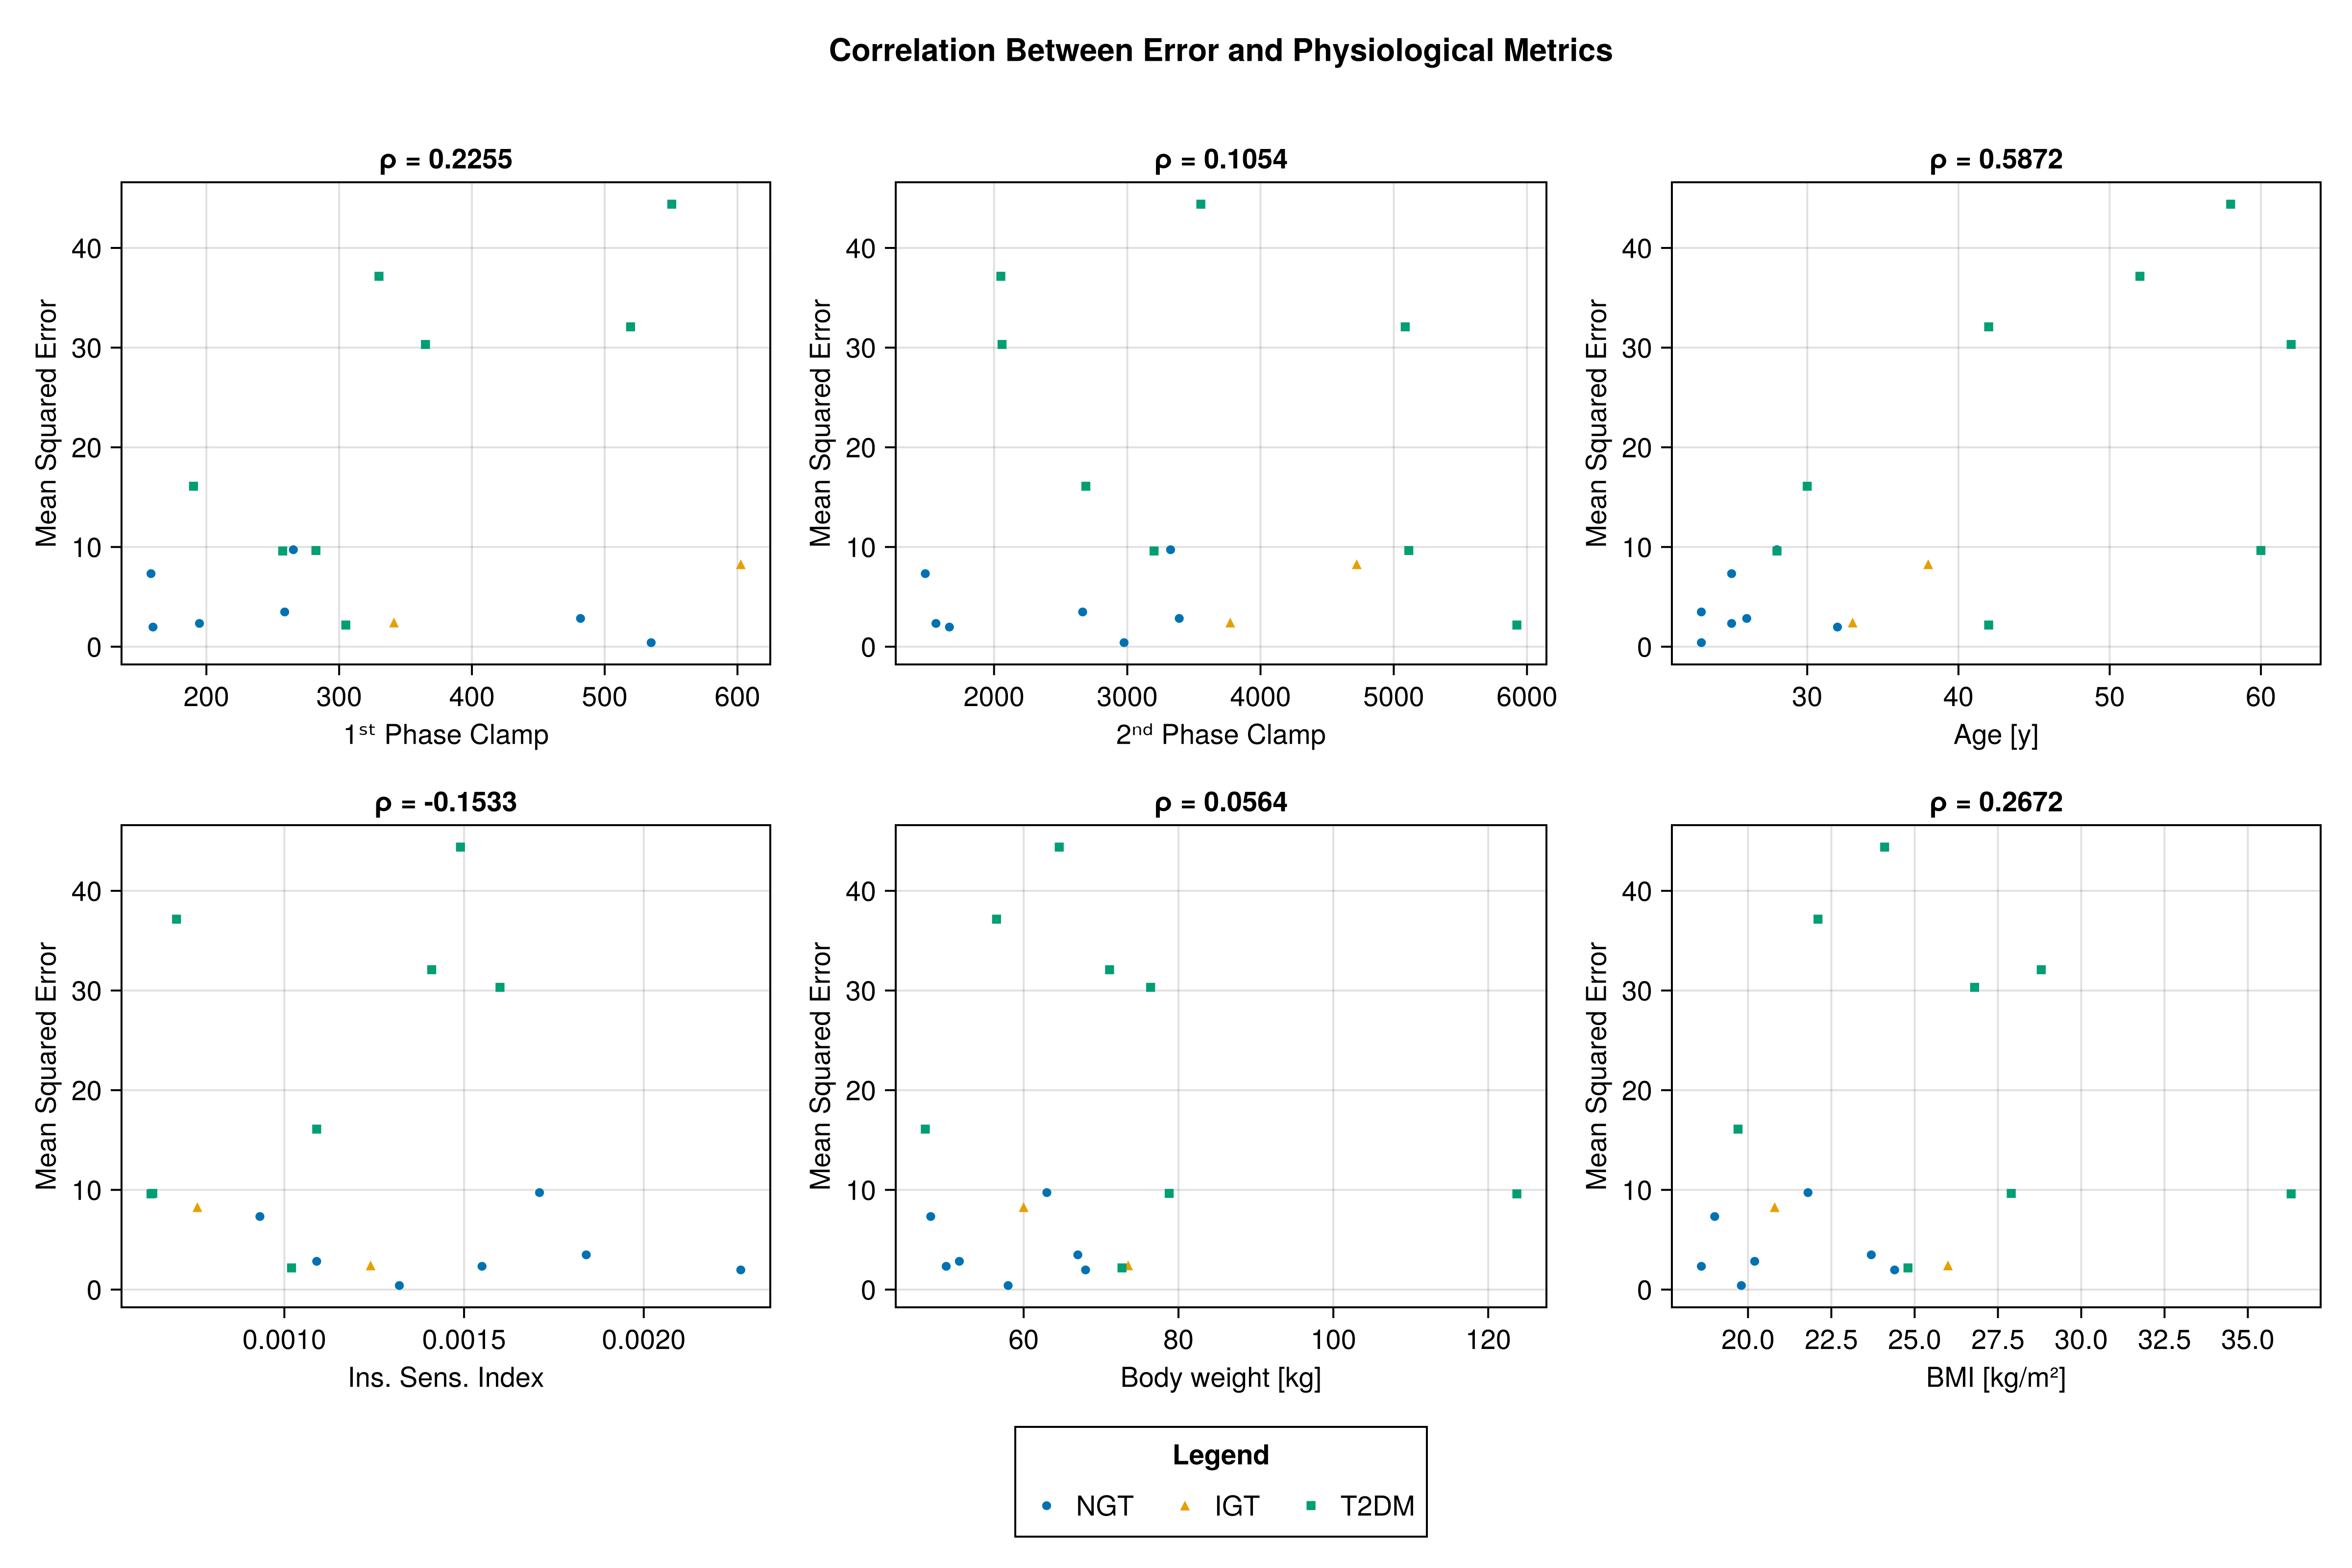 Correlation Between Error and Physiological Metrics
ρ = 0.2255
ρ = 0.1054
ρ = 0.5872
Mean Squared Error
40
30
20
10
0
200 300 400 500 600
1ˢᵗ Phase Clamp
Mean Squared Error
40
30
20
10
0
2000 3000 4000 5000 6000
2ⁿᵈ Phase Clamp
Mean Squared Error
40
30
20
10
0
30 40 50 60
Age [y]
ρ = -0.1533
ρ = 0.0564
ρ = 0.2672
Mean Squared Error
40
30
20
10
0
0.0010 0.0015 0.0020
Ins. Sens. Index
Mean Squared Error
40
30
20
10
0
60 80 100 120
Body weight [kg]
Mean Squared Error
40
30
20
10
0
20.0 22.5 25.0 27.5 30.0 32.5 35.0
BMI [kg/m²]
Legend
NGT IGT T2DM